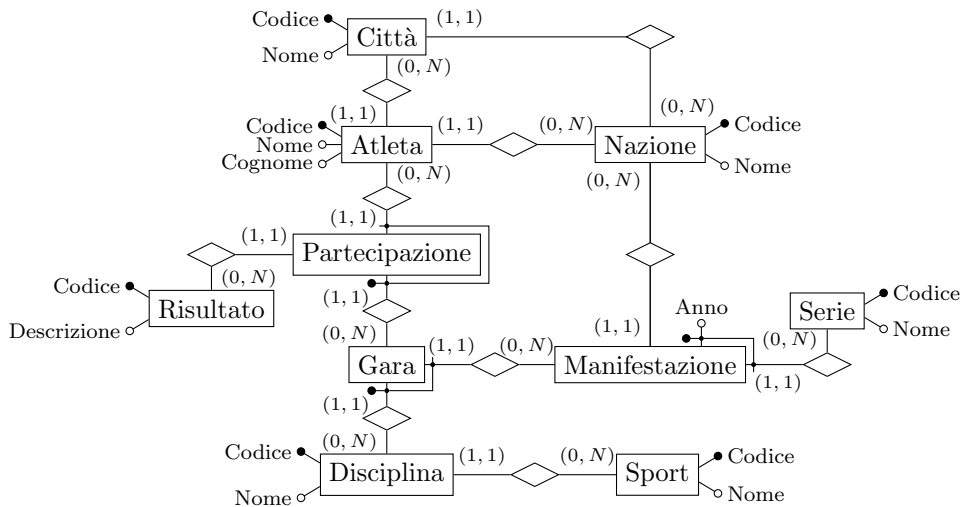 Codice
(1, 1)
Città
Nome
(0, N)
(0, N)
(1, 1)
Codice
(1, 1)
(0, N)
Codice
Nome
Atleta
Nazione
Cognome
Nome
(0, N)
(0, N)
(1, 1)
(1, 1)
Partecipazione
(0, N)
Codice
Risultato
Descrizione
(1, 1)
Anno
Codice
Serie
Nome
(0, N)
(1, 1)
(0, N)
(1, 1)
(0, N)
Gara
Manifestazione
(1, 1)
(1, 1)
(0, N)
Codice
(1, 1)
(0, N)
Codice
Disciplina
Sport
Nome
Nome